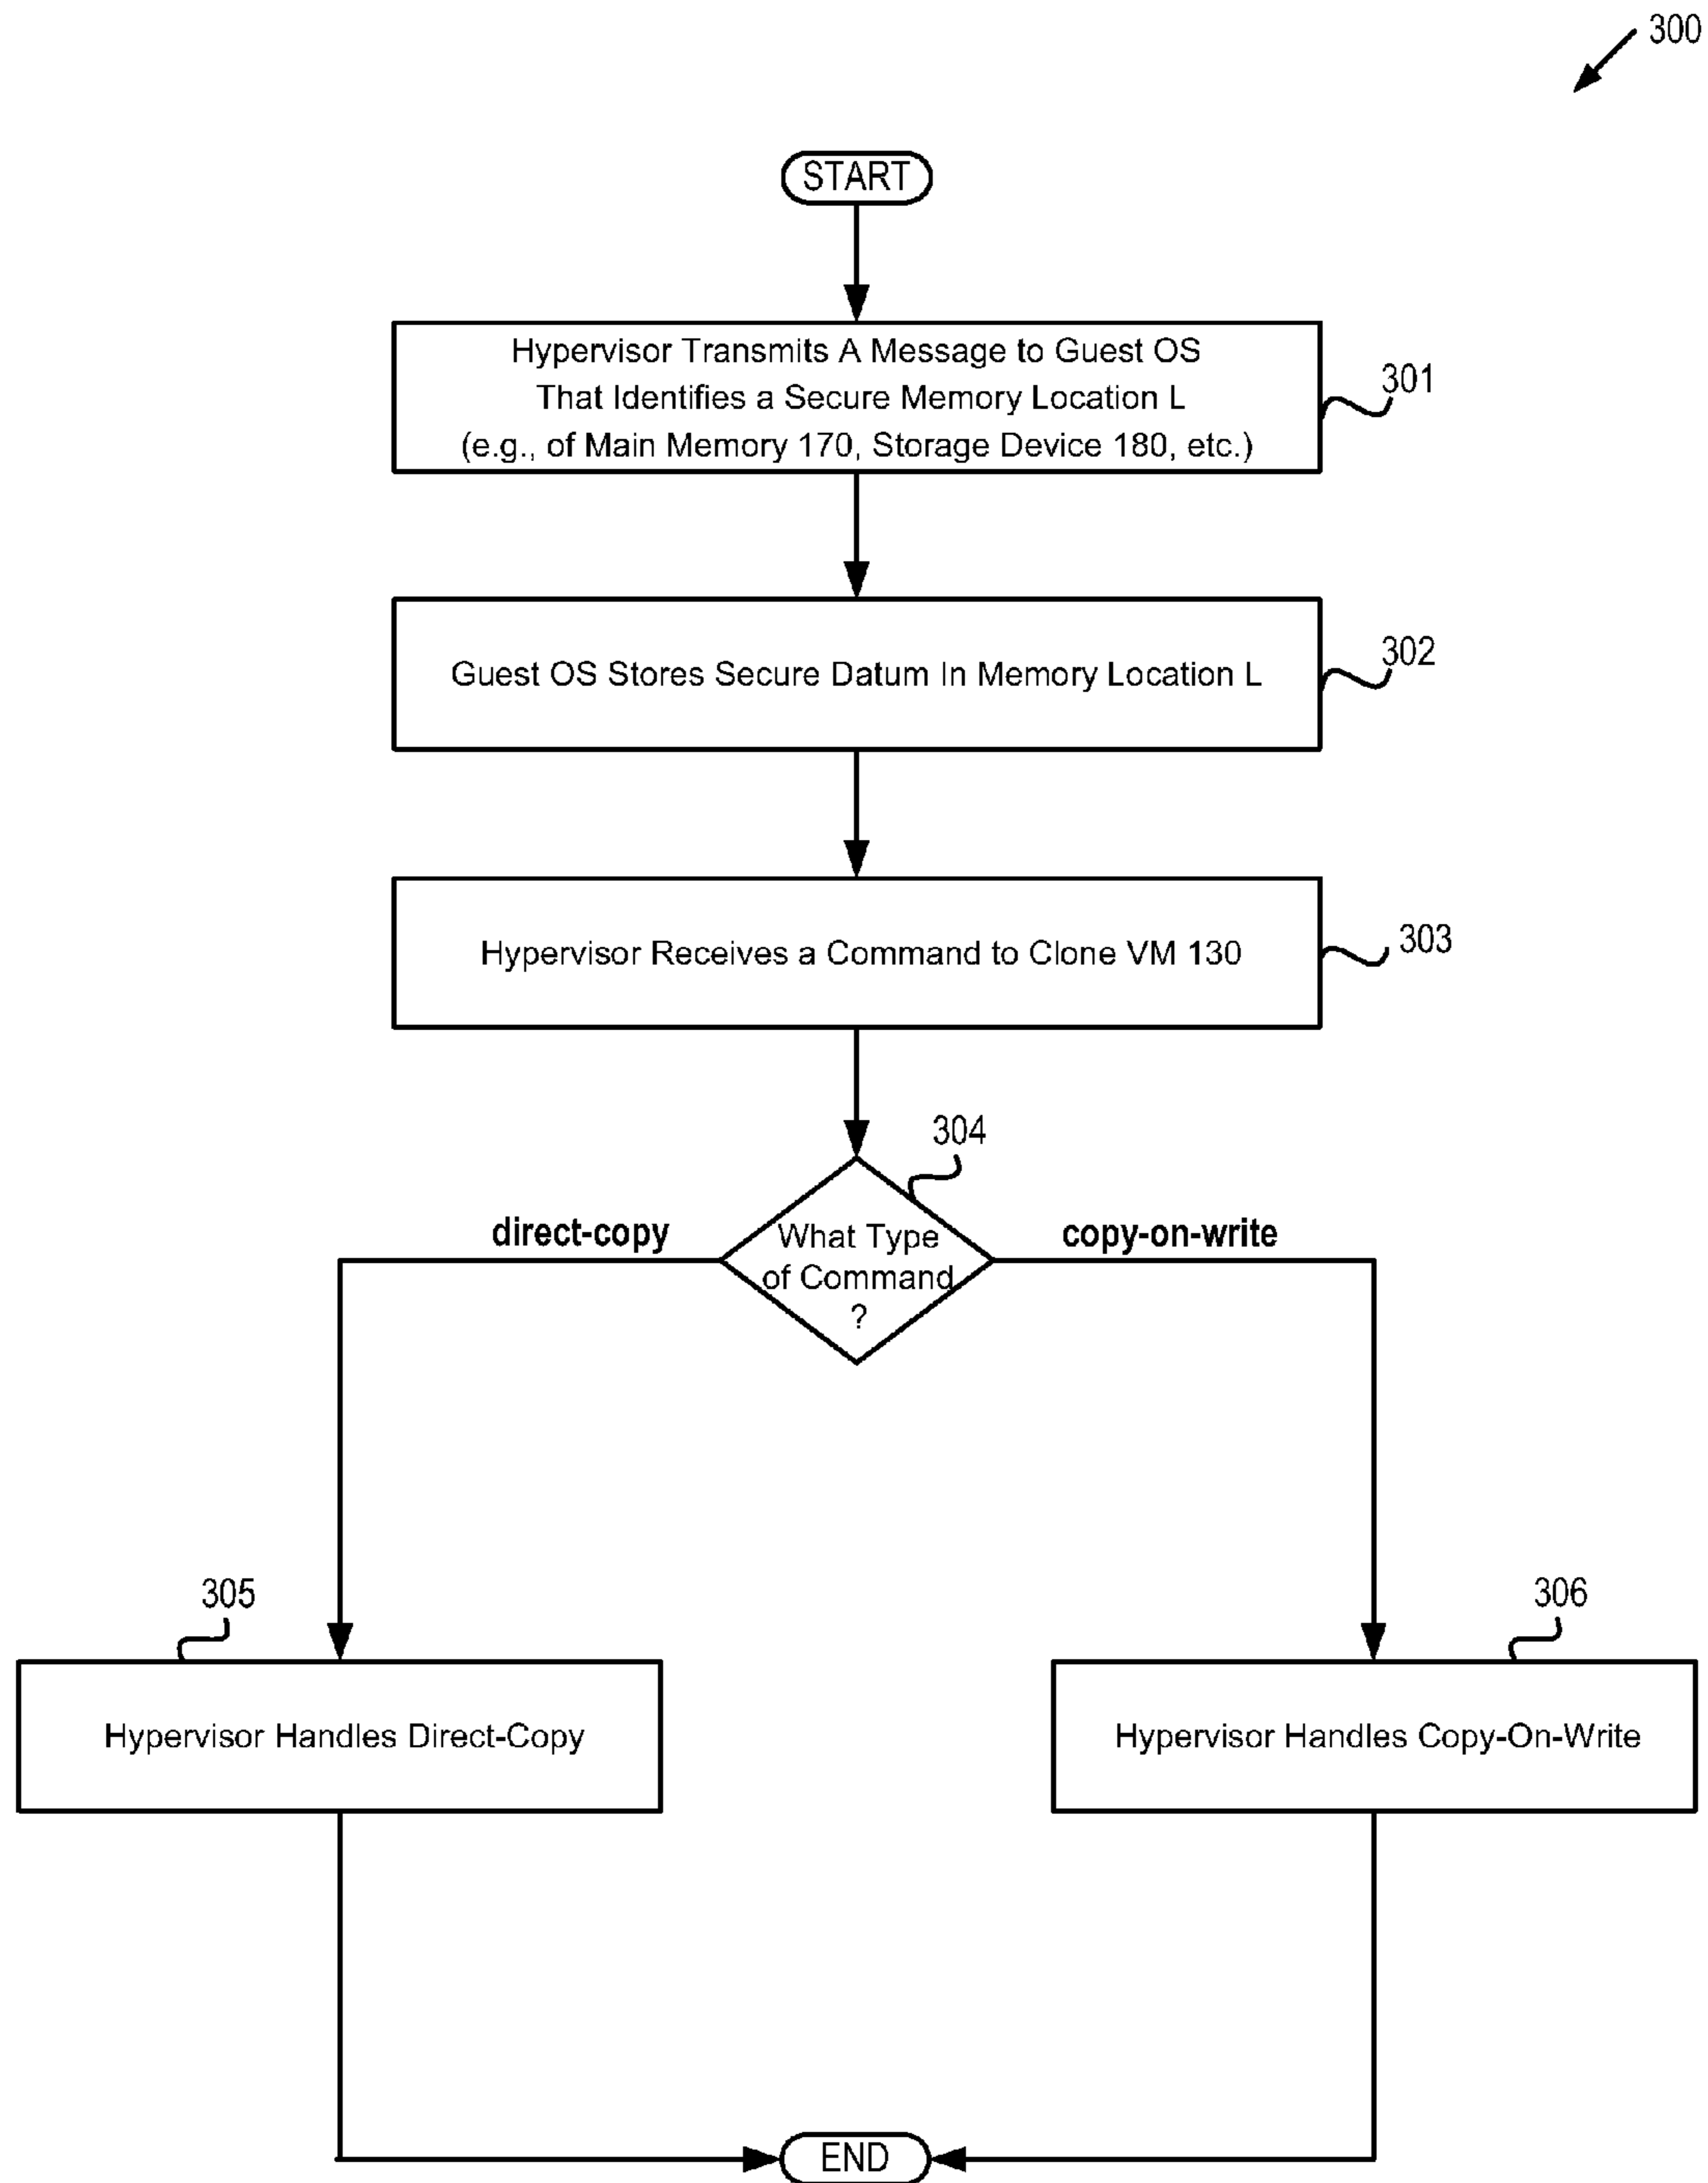 300
START
Hypervisor Transmits A Message to Guest OS
That Identifies a Secure Memory Location L
(e.g., of Main Memory 170, Storage Device 180, etc.)
301
Guest OS Stores Secure Datum In Memory Location L
302
Hypervisor Receives a Command to Clone VM 130
303
304
direct-copy
What Type
of Command
?
copy-on-write
305
Hypervisor Handles Direct-Copy
306
Hypervisor Handles Copy-On-Write
END